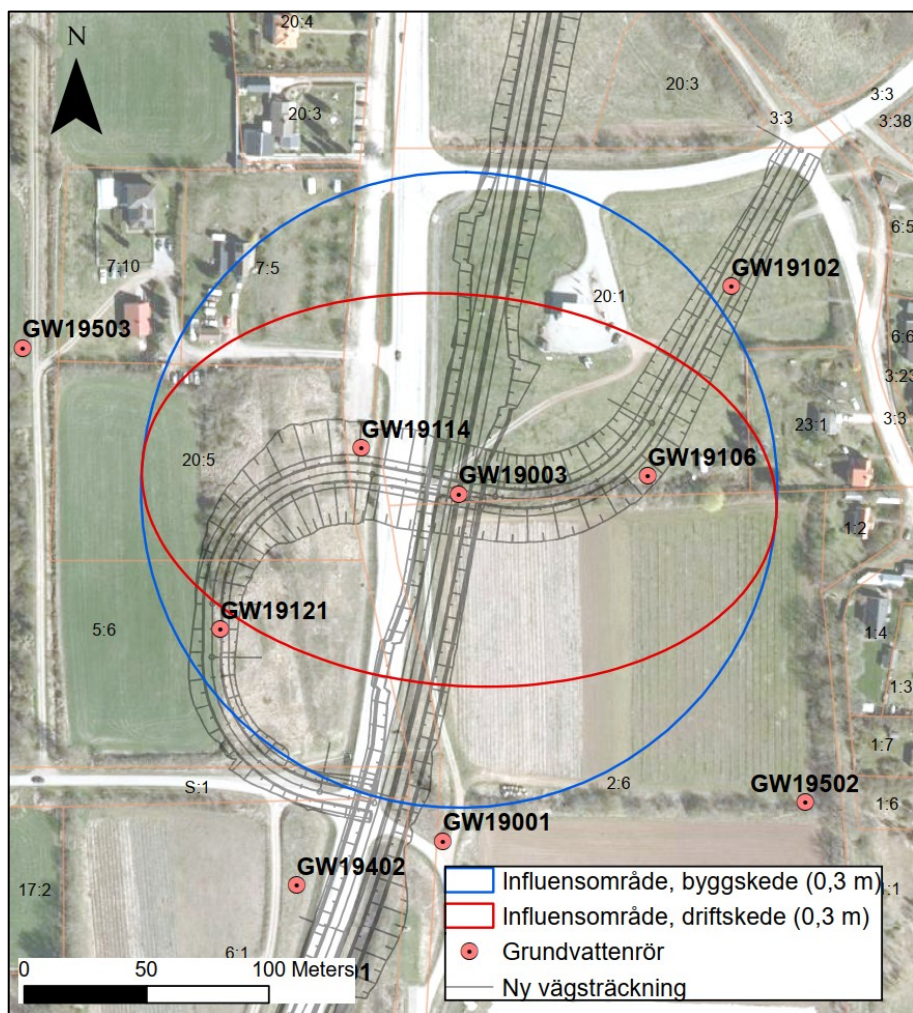 20:4
N
20:3
20:3
3:3
3:38
3:3
6:5
7:10
7:5
GW19102
20:1
GW19503
6:6
3:23
3:3
23:1
GW19114
20:5
GW19003
GW19106
1:2
GW19121
5:6
1:4
1:3
1:7
S:1
2:6
GW19502
1:6
GW19001
GW19402
17:2
6:1
Influensområde, byggskede (0,3 m)
Influensområde, driftskede (0,3 m)
Grundvattenrör
Ny vägsträckning
0 50 100 Meters